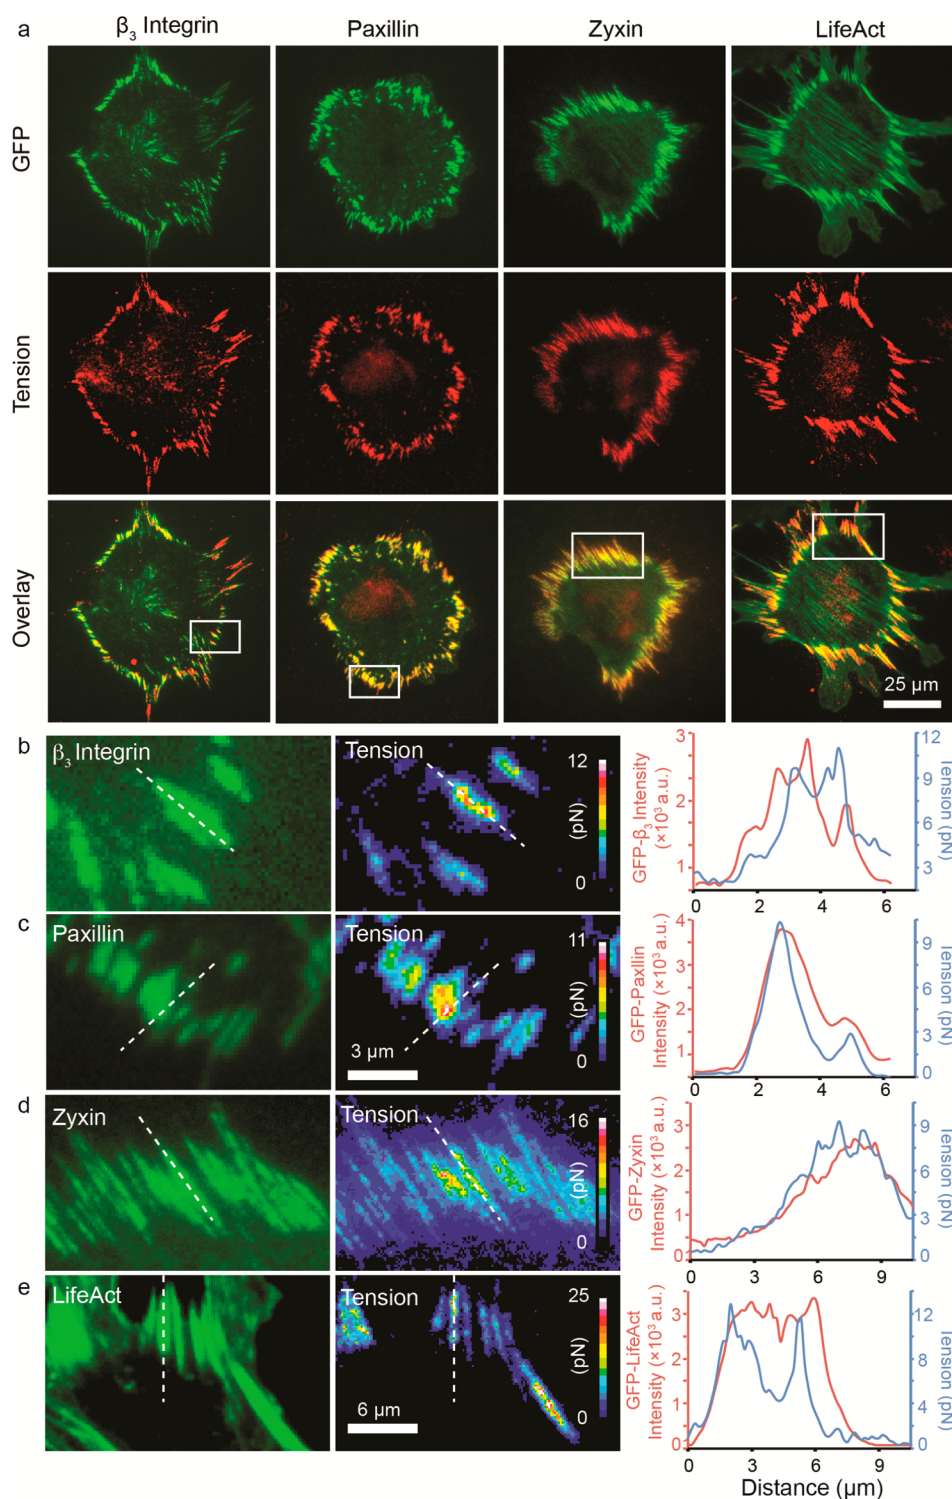 a
β3 Integrin
Paxillin
Zyxin
LifeAct
GFP
Tension
Overlay
25 μm
b
β3 Integrin
Tension
12
(pN)
0
GFP-β3 Intensity
(×10³ a.u.)
3
2
1
12
9
6
3
0
Tension (pN)
0 2 4 6
c
Paxillin
Tension
11
(pN)
0
3 μm
GFP-Paxllin
Intensity (×10³ a.u.)
4
3
2
1
9
6
3
0
Tension (pN)
0 2 4 6
d
Zyxin
Tension
16
(pN)
0
GFP-Zyxin
Intensity (×10³ a.u.)
3
2
1
0
9
6
3
0
Tension (pN)
0 3 6 9
e
LifeAct
Tension
25
(pN)
0
6 μm
GFP-LifeAct
Intensity (×10³ a.u.)
3
2
1
0
12
8
4
0
Tension (pN)
0 3 6 9
Distance (μm)